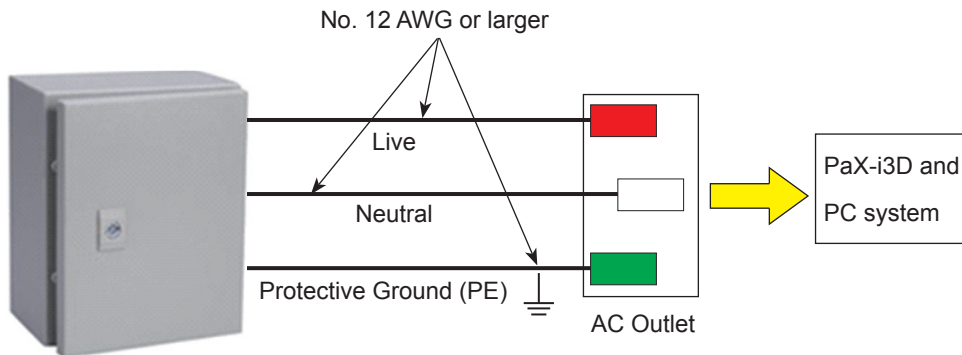 No. 12 AWG or larger
Live
Neutral
Protective Ground (PE)
AC Outlet
PaX-i3D and
PC system